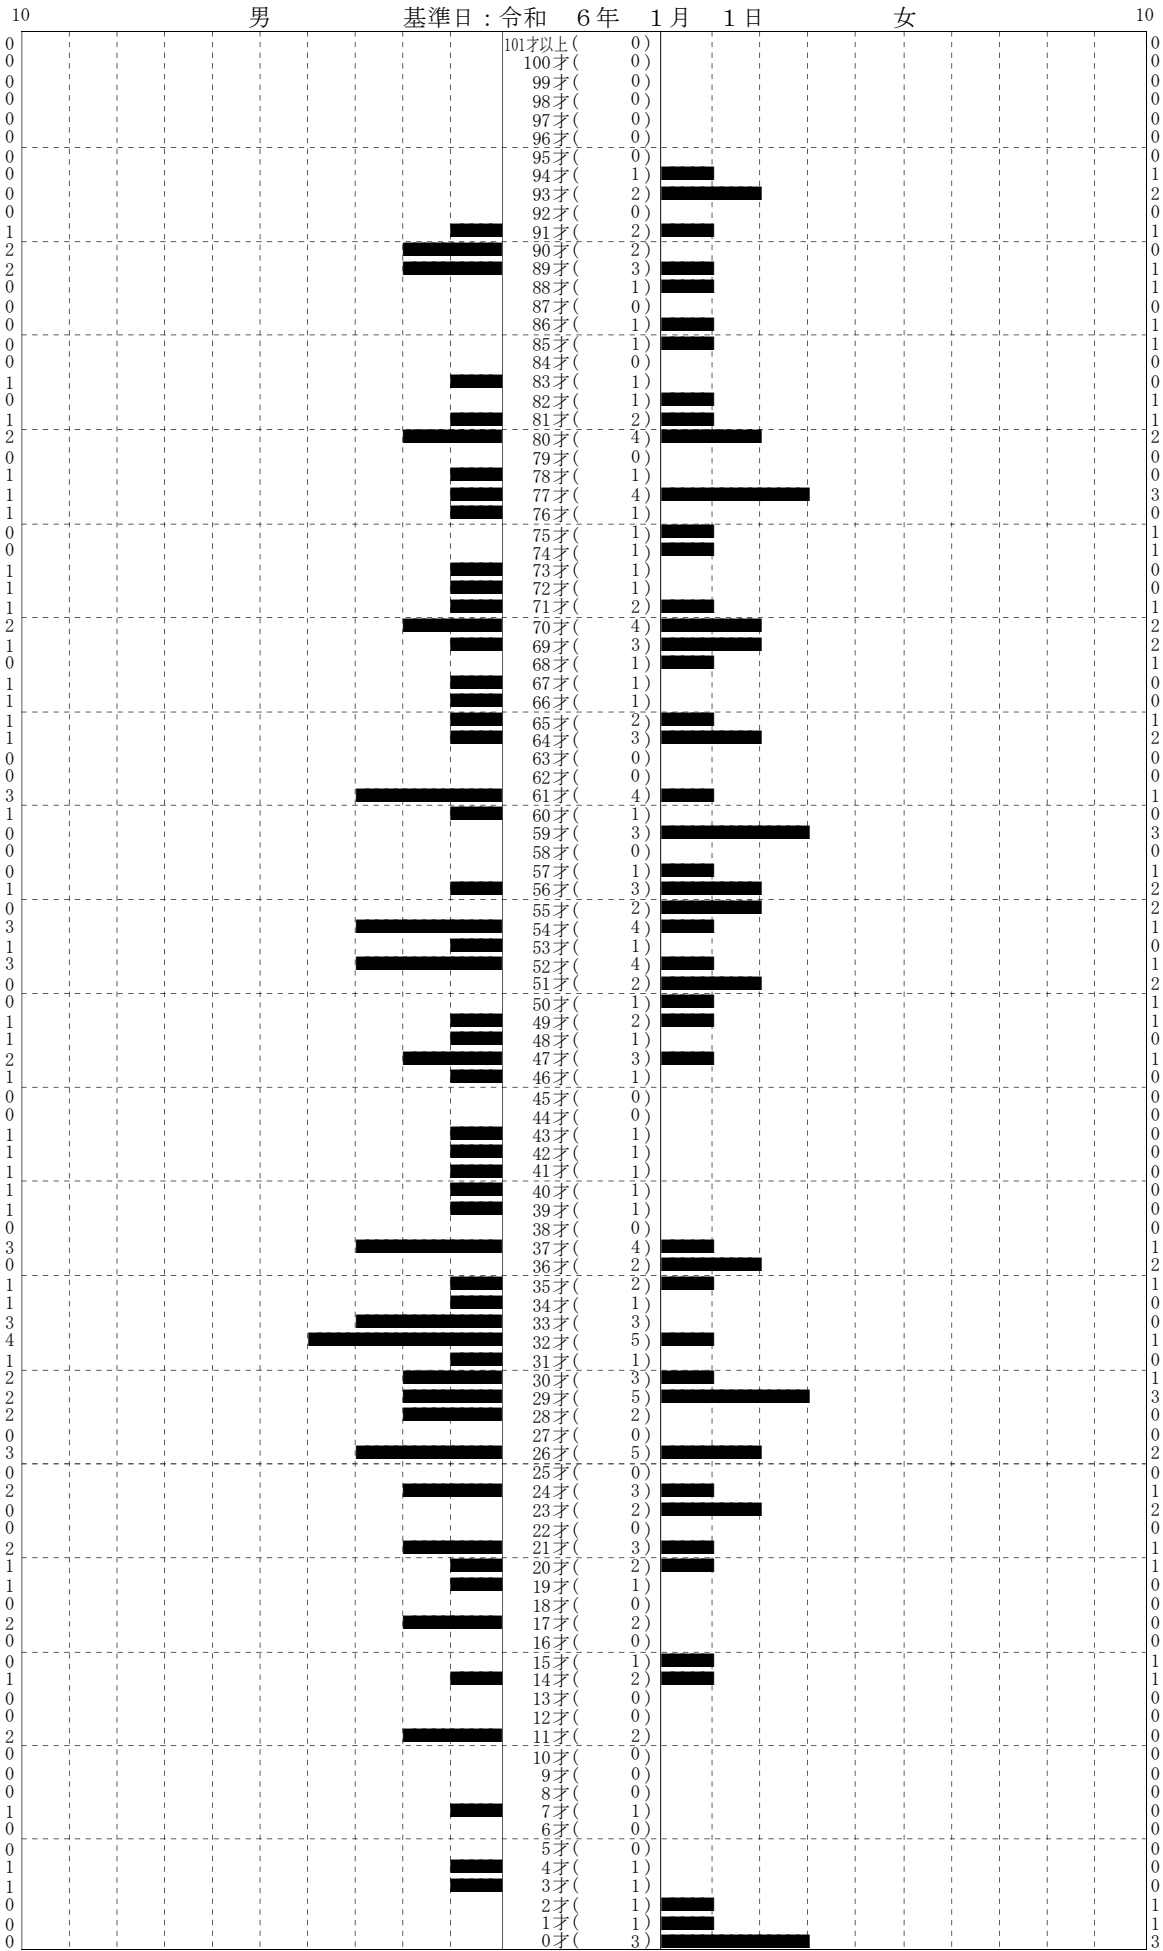 10 男 基準日：令和 6年 1月 1日 女 10
0 101才以上( 0) 0
0 100才( 0) 0
0 99才( 0) 0
0 98才( 0) 0
0 97才( 0) 0
0 96才( 0) 0
0 95才( 0) 0
0 94才( 1) 1
0 93才( 2) 2
0 92才( 0) 0
1 91才( 2) 1
2 90才( 2) 0
2 89才( 3) 1
0 88才( 1) 1
0 87才( 0) 0
0 86才( 1) 1
0 85才( 1) 1
0 84才( 0) 0
1 83才( 1) 0
0 82才( 1) 1
1 81才( 2) 1
2 80才( 4) 2
0 79才( 0) 0
1 78才( 1) 0
1 77才( 4) 3
1 76才( 1) 0
0 75才( 1) 1
0 74才( 1) 1
1 73才( 1) 0
1 72才( 1) 0
1 71才( 2) 1
2 70才( 4) 2
1 69才( 3) 2
0 68才( 1) 1
1 67才( 1) 0
1 66才( 1) 0
1 65才( 2) 1
1 64才( 3) 2
0 63才( 0) 0
0 62才( 0) 0
3 61才( 4) 1
1 60才( 1) 0
0 59才( 3) 3
0 58才( 0) 0
0 57才( 1) 1
1 56才( 3) 2
0 55才( 2) 2
3 54才( 4) 1
1 53才( 1) 0
3 52才( 4) 1
0 51才( 2) 2
0 50才( 1) 1
1 49才( 2) 1
1 48才( 1) 0
2 47才( 3) 1
1 46才( 1) 0
0 45才( 0) 0
0 44才( 0) 0
1 43才( 1) 0
1 42才( 1) 0
1 41才( 1) 0
1 40才( 1) 0
1 39才( 1) 0
0 38才( 0) 0
3 37才( 4) 1
0 36才( 2) 2
1 35才( 2) 1
1 34才( 1) 0
3 33才( 3) 0
4 32才( 5) 1
1 31才( 1) 0
2 30才( 3) 1
2 29才( 5) 3
2 28才( 2) 0
0 27才( 0) 0
3 26才( 5) 2
0 25才( 0) 0
2 24才( 3) 1
0 23才( 2) 2
0 22才( 0) 0
2 21才( 3) 1
1 20才( 2) 1
1 19才( 1) 0
0 18才( 0) 0
2 17才( 2) 0
0 16才( 0) 0
0 15才( 1) 1
1 14才( 2) 1
0 13才( 0) 0
0 12才( 0) 0
2 11才( 2) 0
0 10才( 0) 0
0 9才( 0) 0
0 8才( 0) 0
1 7才( 1) 0
0 6才( 0) 0
0 5才( 0) 0
1 4才( 1) 0
1 3才( 1) 0
0 2才( 1) 1
0 1才( 1) 1
0 0才( 3) 3